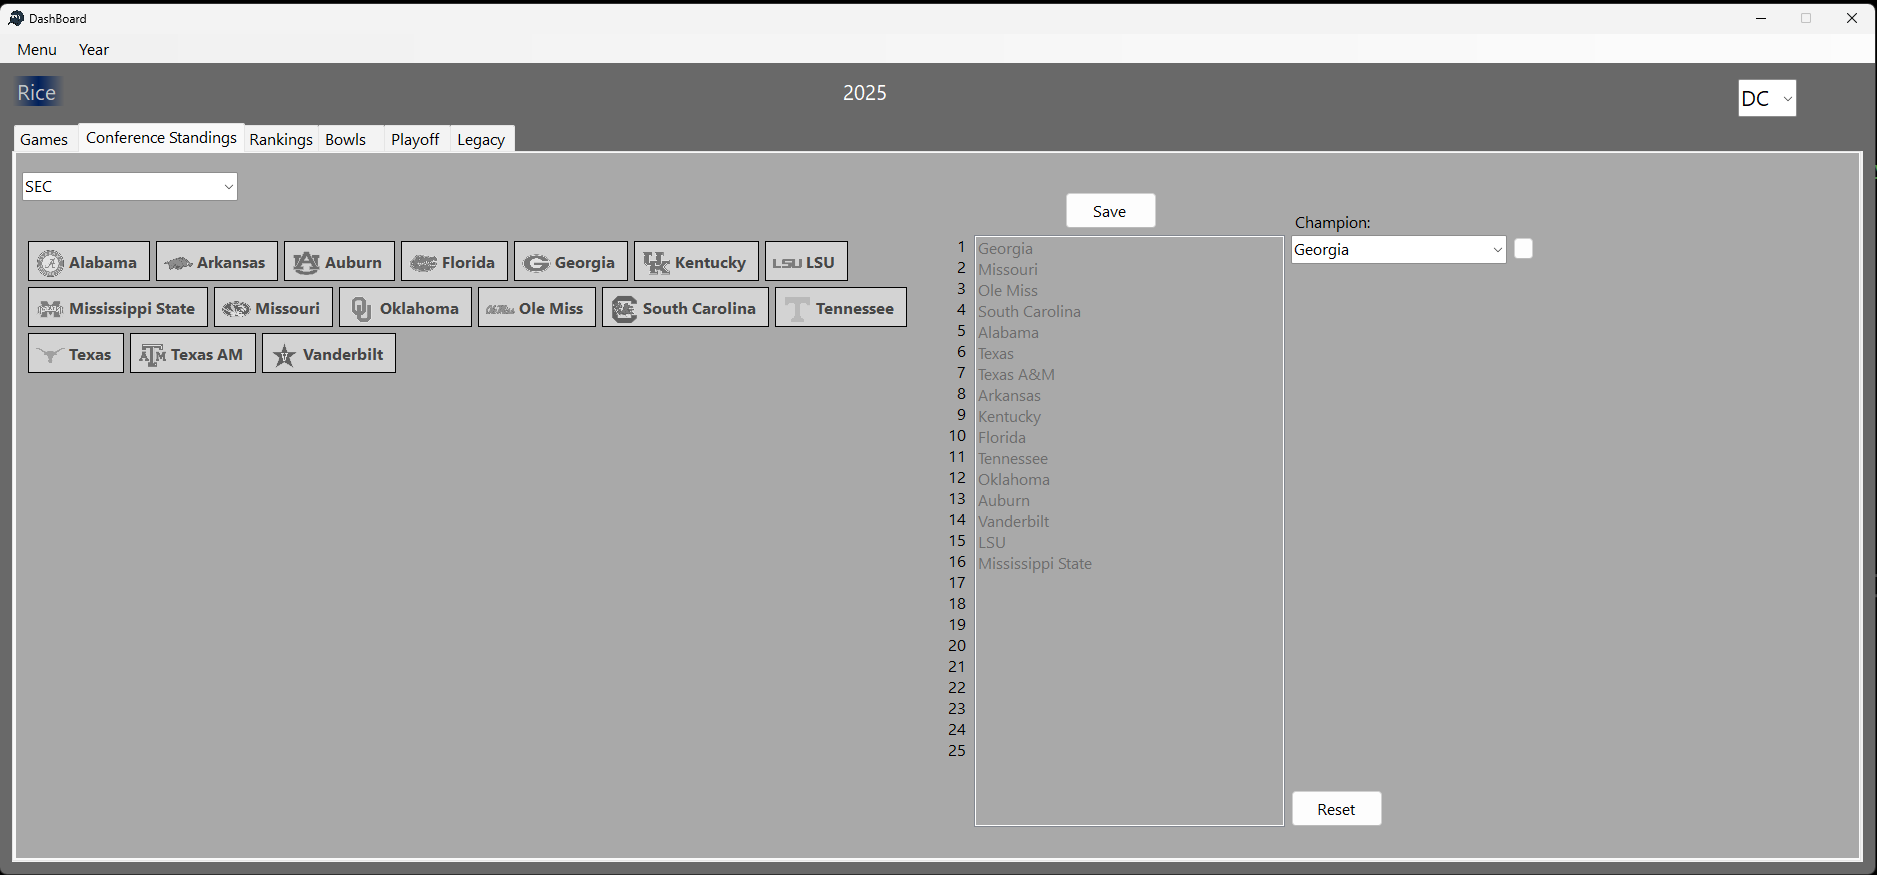 DashBoard
Menu Year
Rice 2025 DC
Games Conference Standings Rankings Bowls Playoff Legacy
SEC
Save
Champion:
Georgia
Alabama Arkansas Auburn Florida Georgia Kentucky LSU LSU
Mississippi State Missouri Oklahoma Ole Miss Ole Miss South Carolina Tennessee
Texas Texas AM Vanderbilt
1 Georgia
2 Missouri
3 Ole Miss
4 South Carolina
5 Alabama
6 Texas
7 Texas A&M
8 Arkansas
9 Kentucky
10 Florida
11 Tennessee
12 Oklahoma
13 Auburn
14 Vanderbilt
15 LSU
16 Mississippi State
17
18
19
20
21
22
23
24
25
Reset